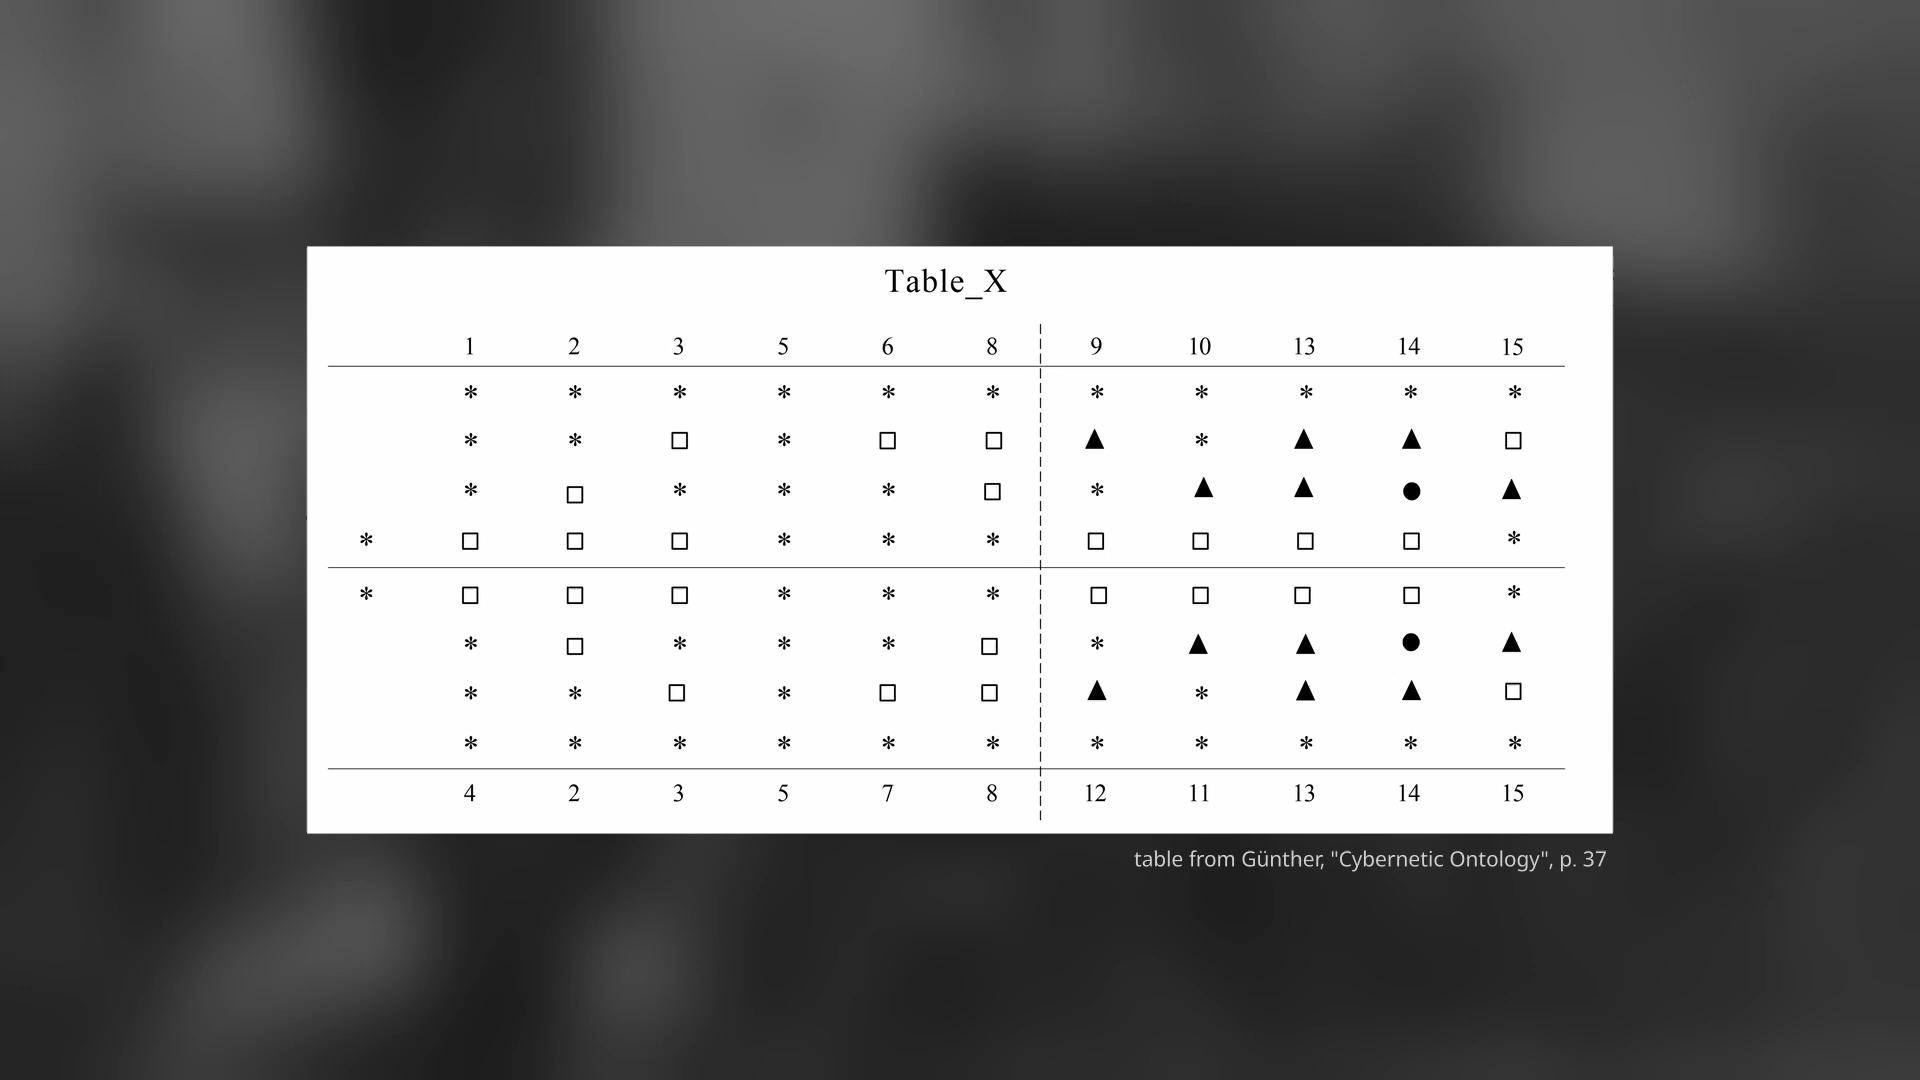 Table_X
1 2 3 5 6 8 9 10 13 14 15
* * * * * * * * * * *
* * □ * □ □ ▲ * ▲ ▲ □
* □ * * * □ * ▲ ▲ ● ▲
* □ □ □ * * * □ □ □ □ *
* □ □ □ * * * □ □ □ □ *
* □ * * * □ * ▲ ▲ ● ▲
* * □ * □ □ ▲ * ▲ ▲ □
* * * * * * * * * * *
4 2 3 5 7 8 12 11 13 14 15
table from Günther, "Cybernetic Ontology", p. 37